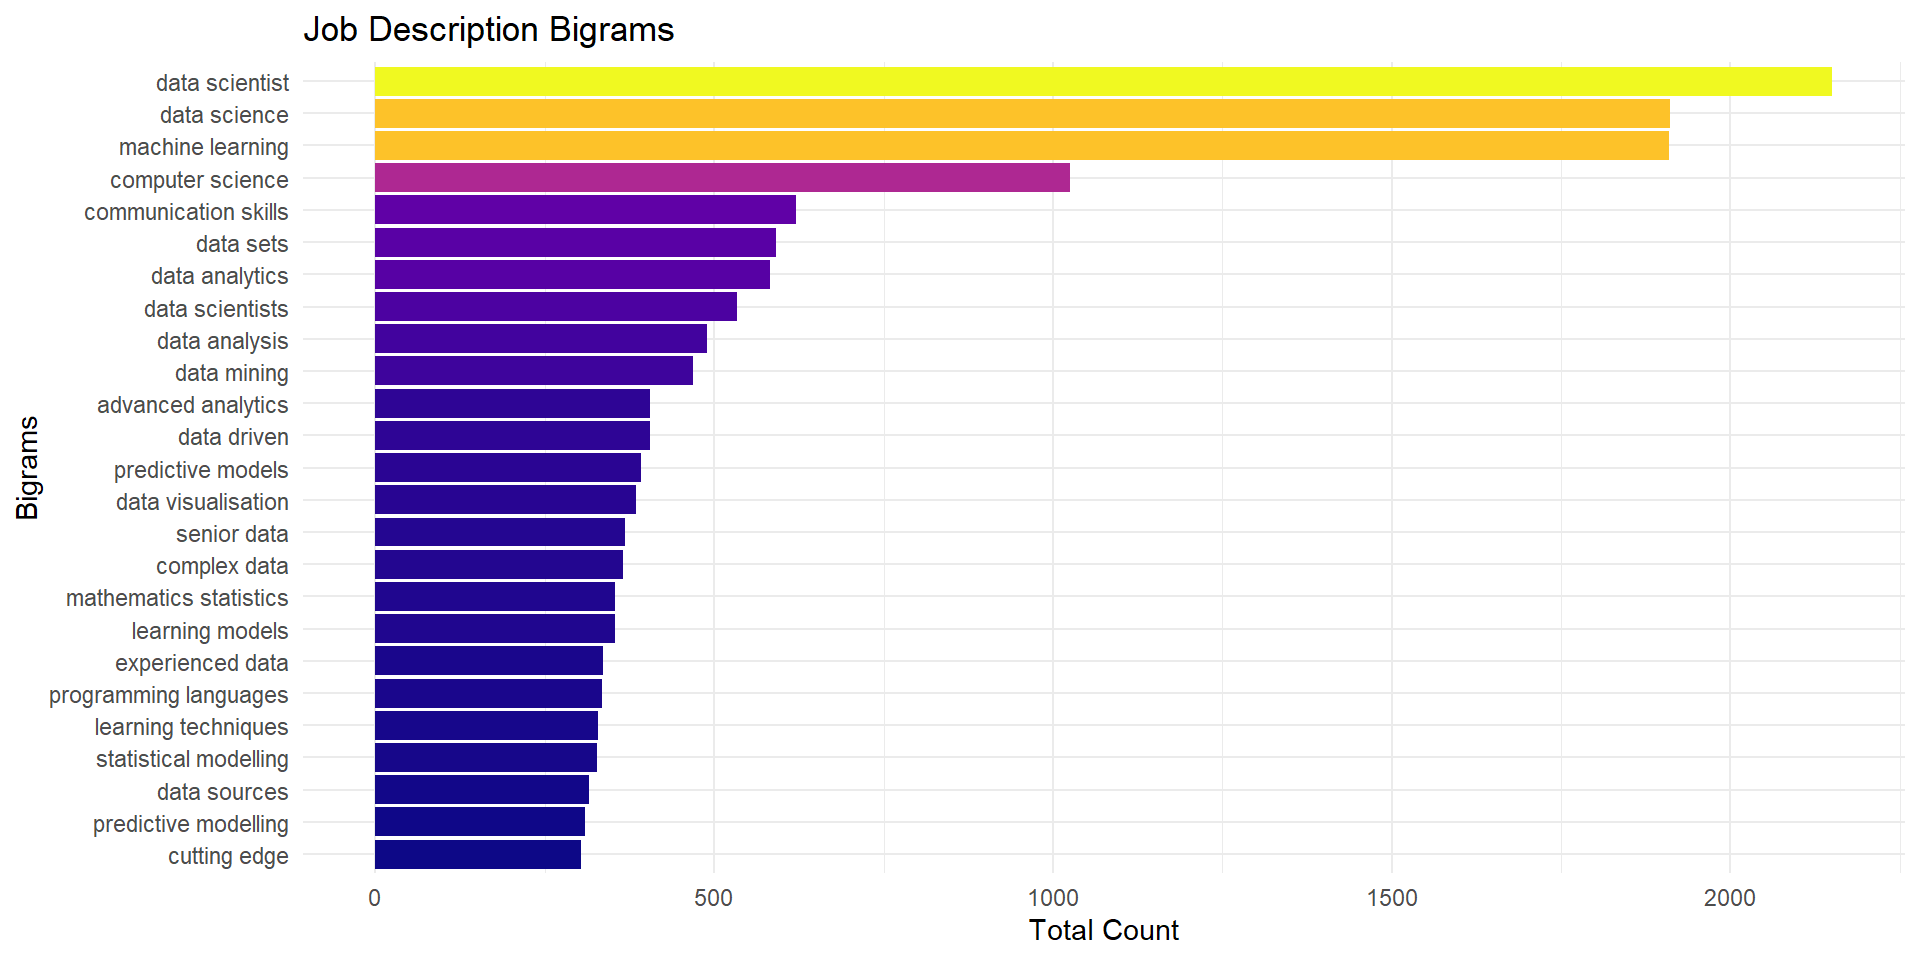 Job Description Bigrams
data scientist
data science
machine learning
computer science
communication skills
data sets
data analytics
data scientists
data analysis
data mining
advanced analytics
data driven
predictive models
data visualisation
senior data
complex data
mathematics statistics
learning models
experienced data
programming languages
learning techniques
statistical modelling
data sources
predictive modelling
cutting edge
Bigrams
0 500 1000 1500 2000
Total Count